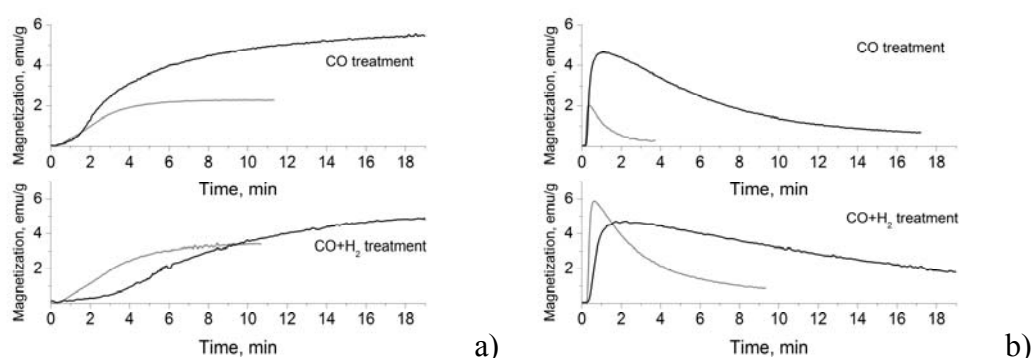 Magnetization, emu/g
6
4
2
CO treatment
0 2 4 6 8 10 12 14 16 18
Time, min
Magnetization, emu/g
6
4
2
CO+H2 treatment
0 2 4 6 8 10 12 14 16 18
Time, min
a)
Magnetization, emu/g
6
4
2
CO treatment
0 2 4 6 8 10 12 14 16 18
Time, min
Magnetization, emu/g
6
4
2
CO+H2 treatment
0 2 4 6 8 10 12 14 16 18
Time, min
b)